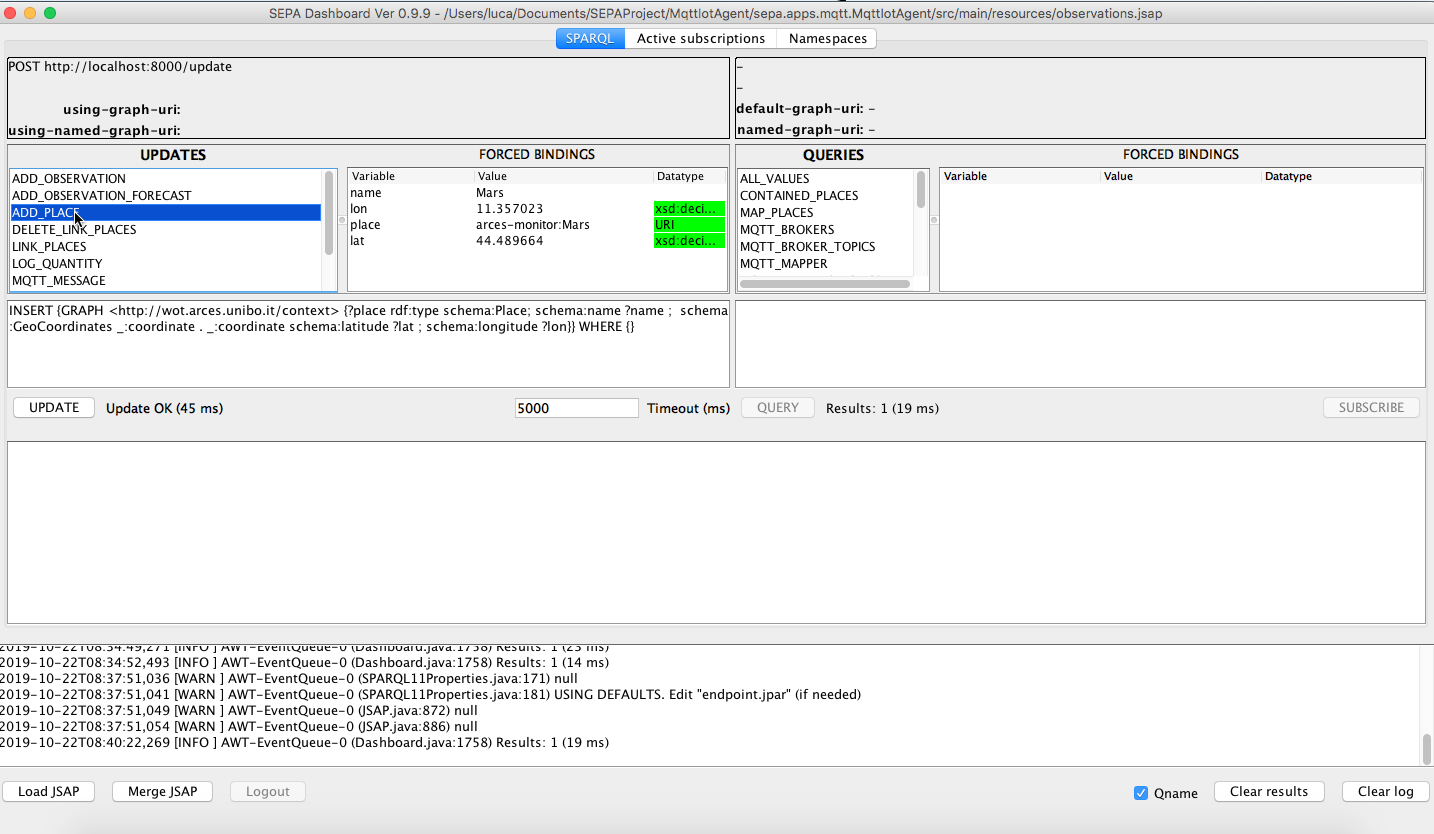 SEPA Dashboard Ver 0.9.9 - /Users/luca/Documents/SEPAProject/MqttIotAgent/sepa.apps.mqtt.MqttIotAgent/src/main/resources/observations.jsap
SPARQL Active subscriptions Namespaces
POST http://localhost:8000/update
using-graph-uri:
using-named-graph-uri:
-
-
default-graph-uri: -
named-graph-uri: -
UPDATES
ADD_OBSERVATION
ADD_OBSERVATION_FORECAST
ADD_PLACE
DELETE_LINK_PLACES
LINK_PLACES
LOG_QUANTITY
MQTT_MESSAGE
FORCED BINDINGS
Variable Value Datatype
name Mars
lon 11.357023 xsd:deci...
place arces-monitor:Mars URI
lat 44.489664 xsd:deci...
QUERIES
ALL_VALUES
CONTAINED_PLACES
MAP_PLACES
MQTT_BROKERS
MQTT_BROKER_TOPICS
MQTT_MAPPER
FORCED BINDINGS
Variable Value Datatype
INSERT {GRAPH <http://wot.arces.unibo.it/context> {?place rdf:type schema:Place; schema:name ?name ; schema
:GeoCoordinates _:coordinate . _:coordinate schema:latitude ?lat ; schema:longitude ?lon}} WHERE {}
UPDATE Update OK (45 ms) 5000 Timeout (ms) QUERY Results: 1 (19 ms) SUBSCRIBE
2019-10-22T08:34:49,271 [INFO ] AWT-EventQueue-0 (Dashboard.java:1758) Results: 1 (23 ms)
2019-10-22T08:34:52,493 [INFO ] AWT-EventQueue-0 (Dashboard.java:1758) Results: 1 (14 ms)
2019-10-22T08:37:51,036 [WARN ] AWT-EventQueue-0 (SPARQL11Properties.java:171) null
2019-10-22T08:37:51,041 [WARN ] AWT-EventQueue-0 (SPARQL11Properties.java:181) USING DEFAULTS. Edit "endpoint.jpar" (if needed)
2019-10-22T08:37:51,049 [WARN ] AWT-EventQueue-0 (JSAP.java:872) null
2019-10-22T08:37:51,054 [WARN ] AWT-EventQueue-0 (JSAP.java:886) null
2019-10-22T08:40:22,269 [INFO ] AWT-EventQueue-0 (Dashboard.java:1758) Results: 1 (19 ms)
Load JSAP Merge JSAP Logout Qname Clear results Clear log